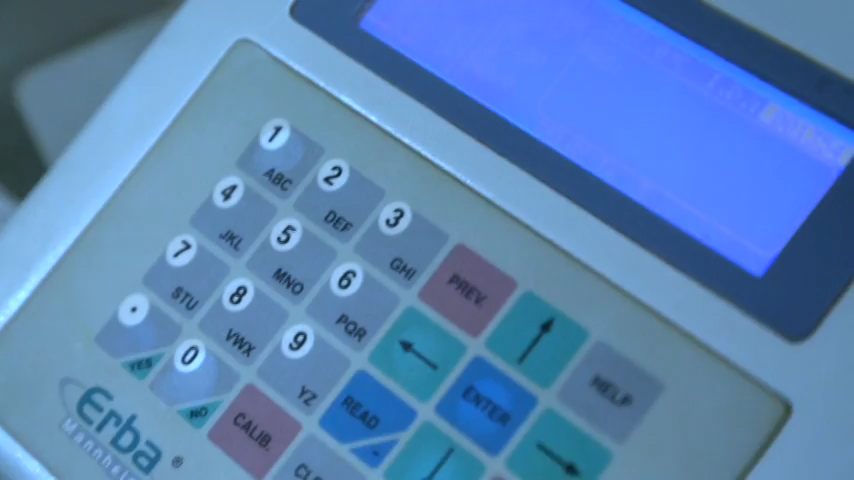 1
ABC
2
DEF
3
GHI
PREV.
4
JKL
5
MNO
6
PQR
HELP
7
STU
8
VWX
9
YZ
ENTER
.
YES
0
NO
CALIB.
READ
Erba®